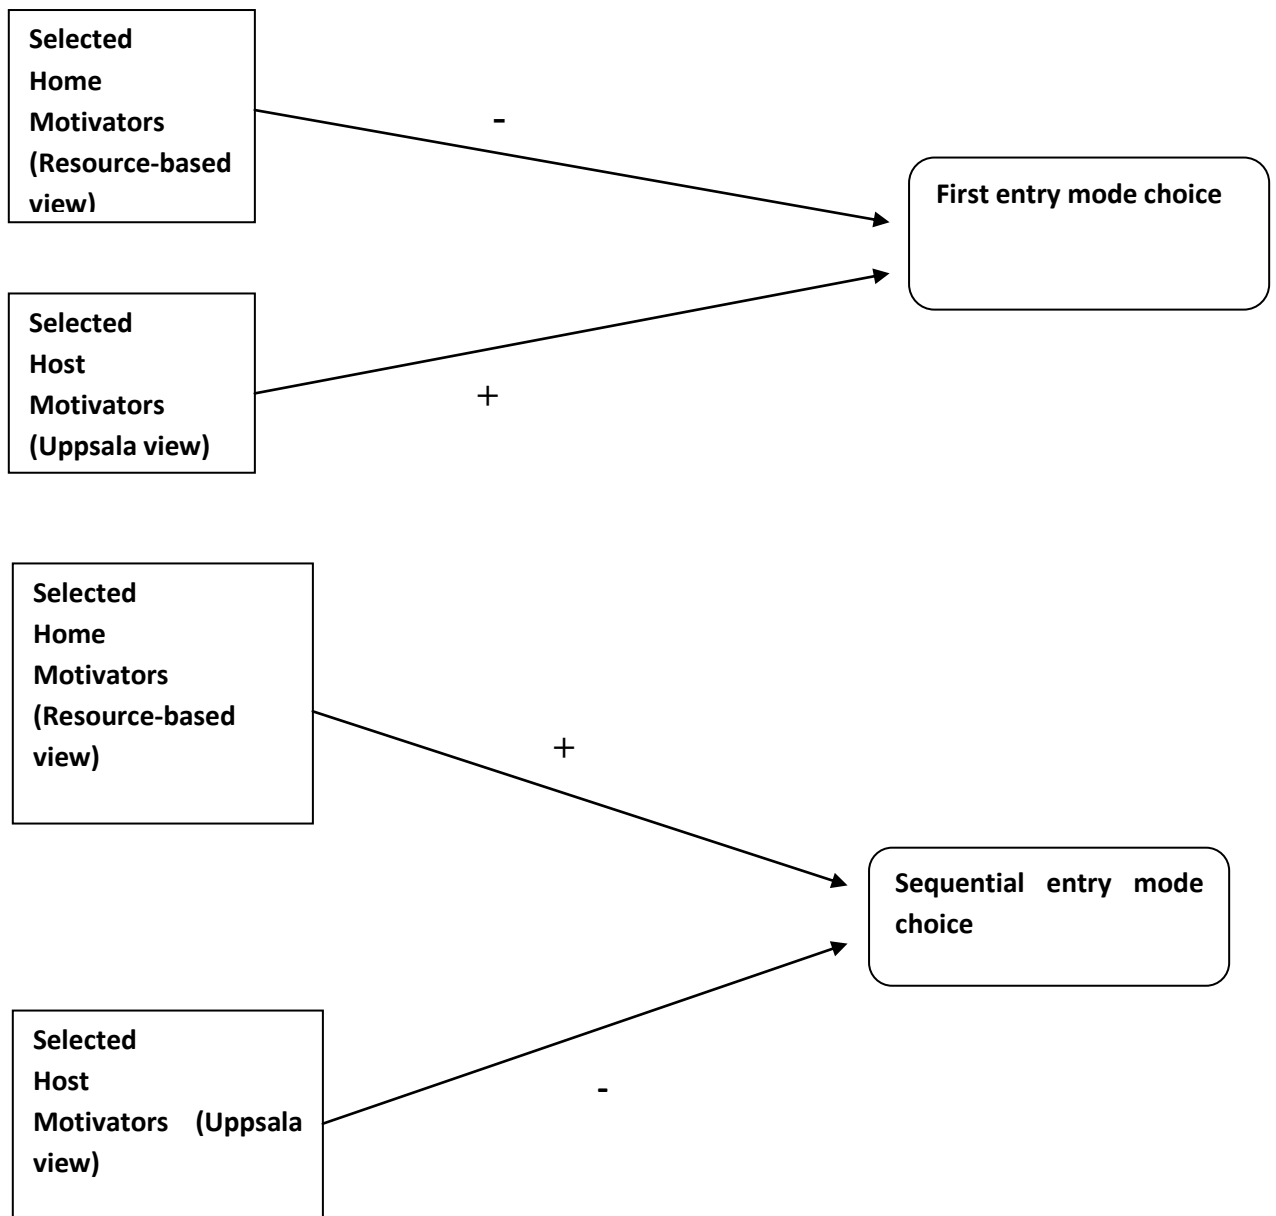 Selected
Home
Motivators
(Resource-based
view)
-
First entry mode choice
Selected
Host
Motivators
(Uppsala view)
+
Selected
Home
Motivators
(Resource-based
view)
+
Sequential entry mode
choice
Selected
Host
Motivators (Uppsala
view)
-